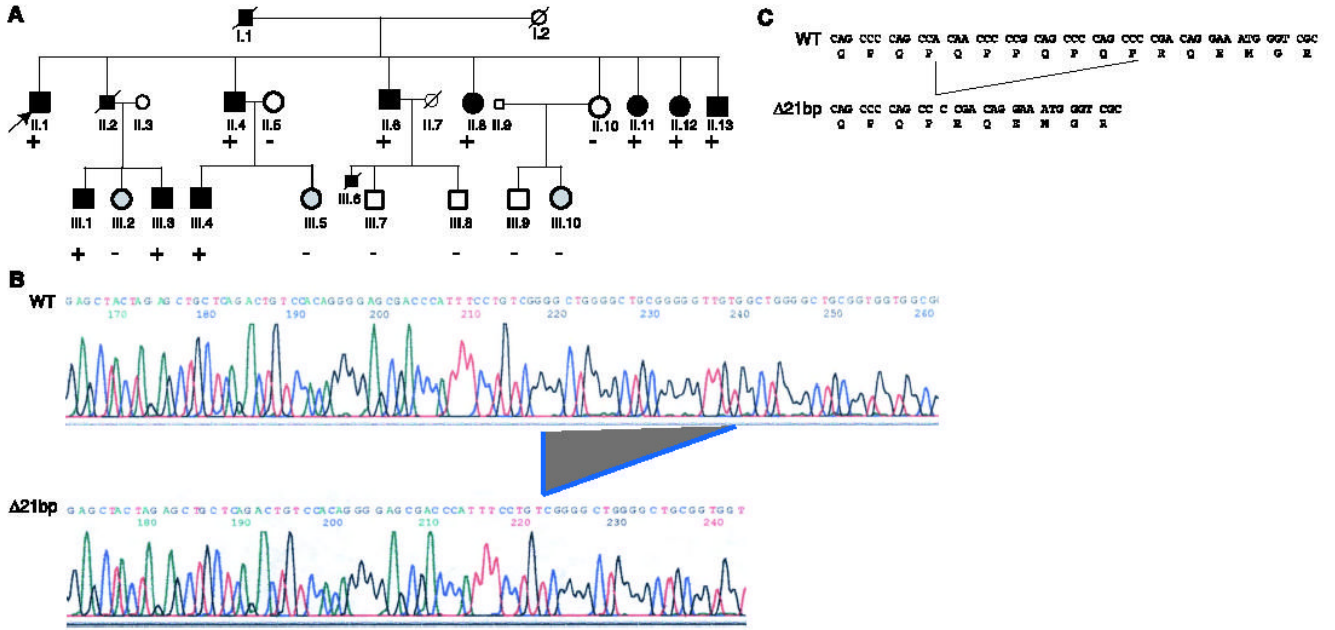 A
I.1 I.2
II.1 II.2 II.3 II.4 II.5 II.6 II.7 II.8 II.9 II.10 II.11 II.12 II.13
+ + - + + - + + +
III.6
III.1 III.2 III.3 III.4 III.5 III.7 III.8 III.9 III.10
+ - + + - - - - -
C
WT CAG CCC CAG CCA CAA CCC CCG CAG CCC CAG CCC CGA CAG GAA ATG GGT CGC
Q P Q P Q P P Q P Q P R Q E M G R
Δ21bp CAG CCC CAG CC C CGA CAG GAA ATG GGT CGC
Q P Q P R Q E M G R
B
WT GAGCTACTAGAGCTGCTCAGACTGTCCACAGGGGAGCGACCCATTTCCTGTCGGGGCTGGGGCTGCGGGGGTTGTGGCTGGGGCTGCGGTGGTGGCG
170 180 190 200 210 220 230 240 250 260
Δ21bp GAGCTACTAGAGCTGCTCAGACTGTCCACAGGGGAGCGACCCATTTCCTGTCGGGGCTGGGGCTGCGGTGGT
180 190 200 210 220 230 240